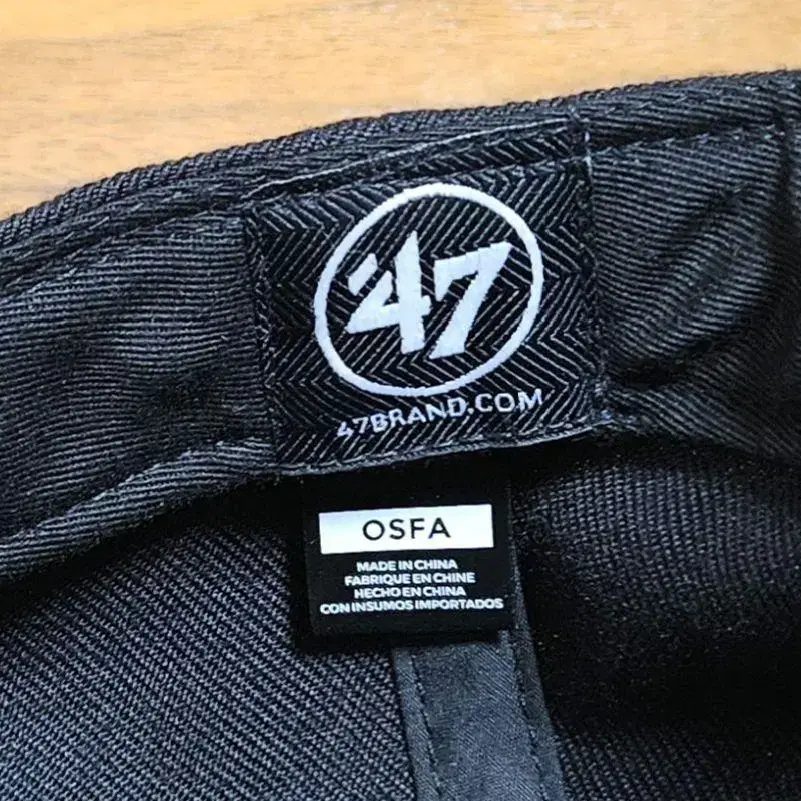 '47
47BRAND.COM
OSFA
MADE IN CHINA
FABRIQUE EN CHINE
HECHO EN CHINA
CON INSUMOS IMPORTADOS